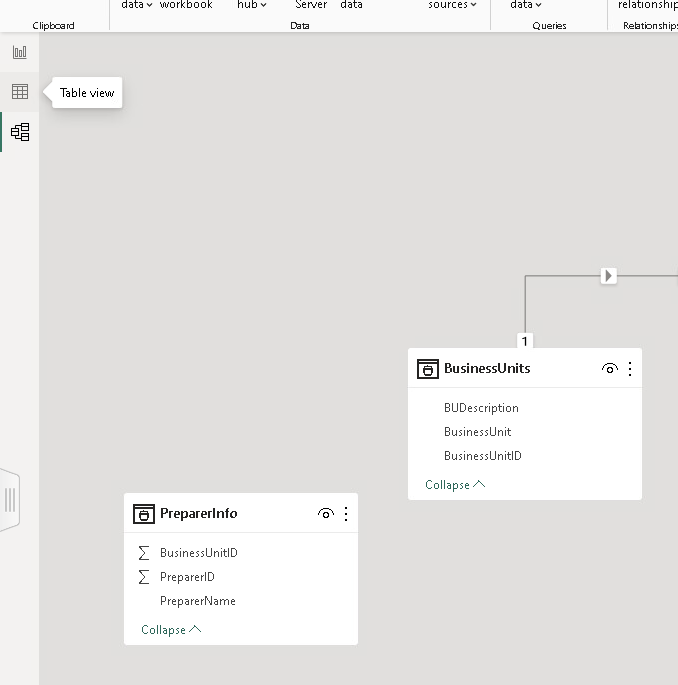 data workbook hub Server data sources data relationship
Clipboard Data Queries Relationships
Table view
1
BusinessUnits
BUDescription
BusinessUnit
BusinessUnitID
Collapse
PreparerInfo
BusinessUnitID
PreparerID
PreparerName
Collapse